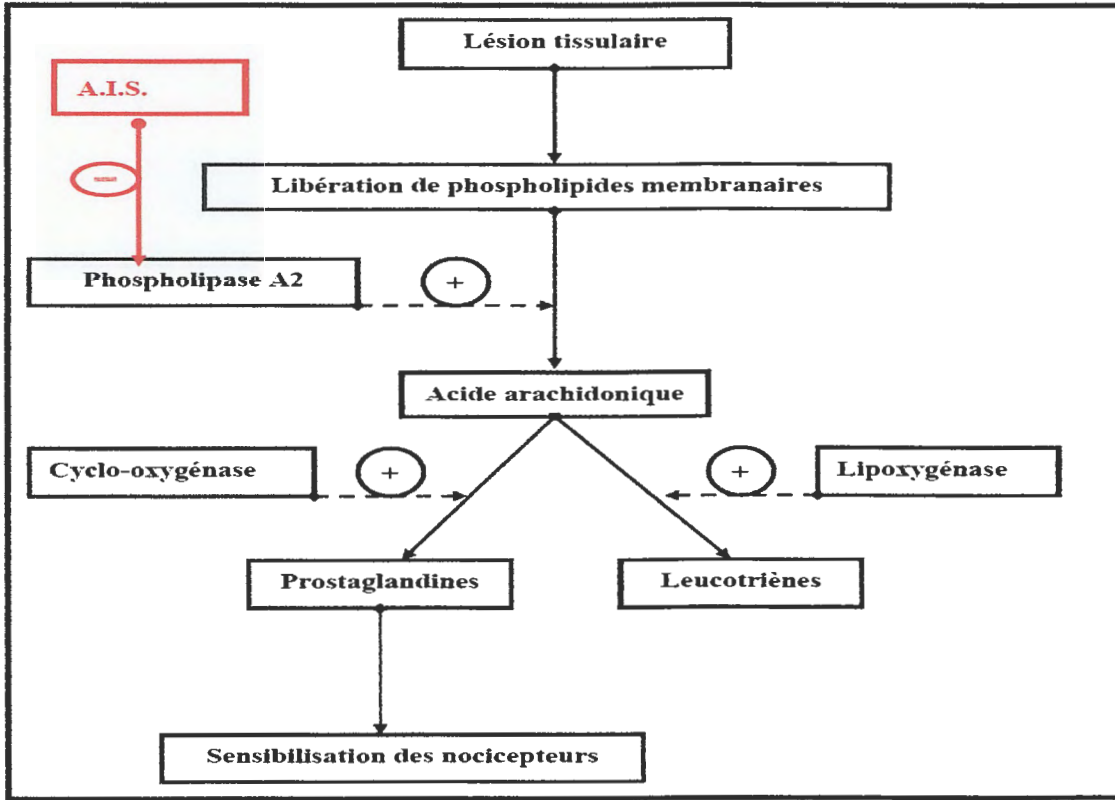 Lésion tissulaire
A.I.S.
−
Libération de phospholipides membranaires
Phospholipase A2
+
Acide arachidonique
Cyclo-oxygénase
+
+
Lipoxygénase
Prostaglandines
Leucotriènes
Sensibilisation des nocicepteurs